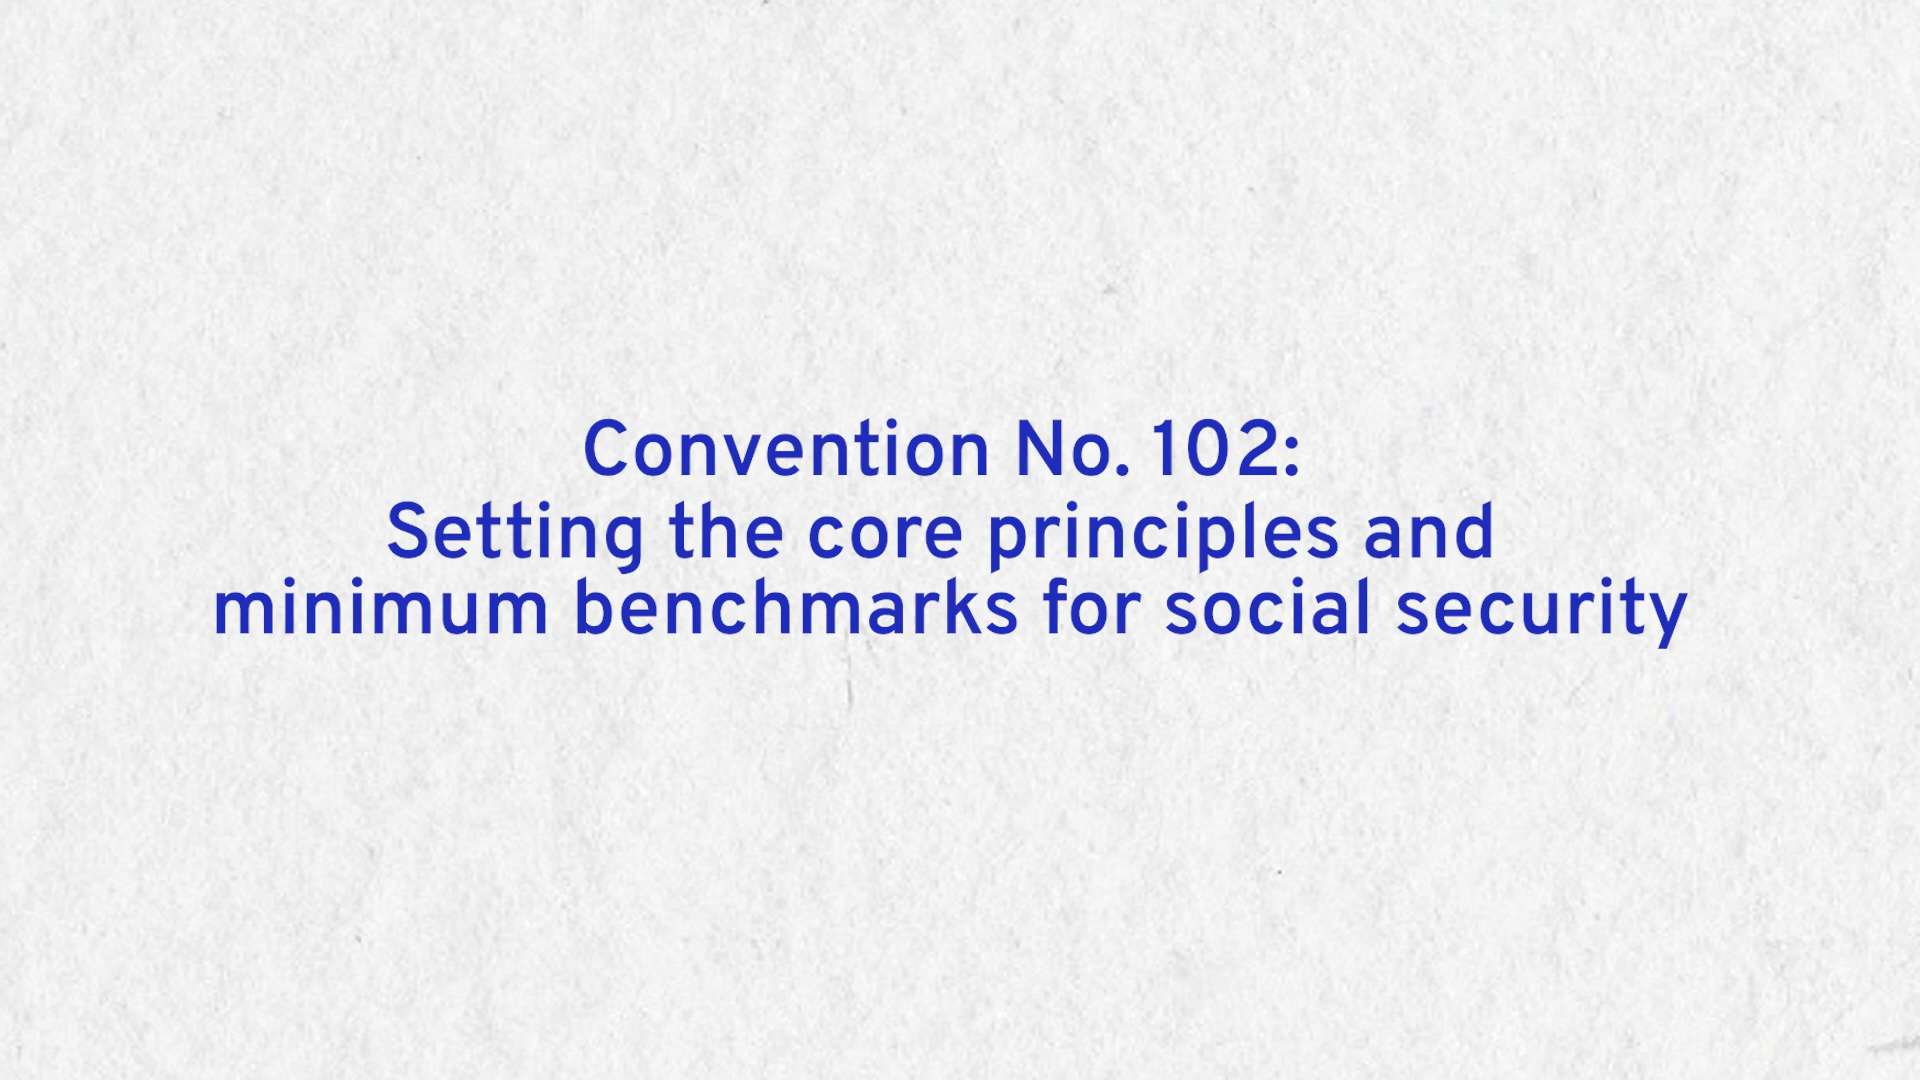 Convention No. 102:
Setting the core principles and
minimum benchmarks for social security